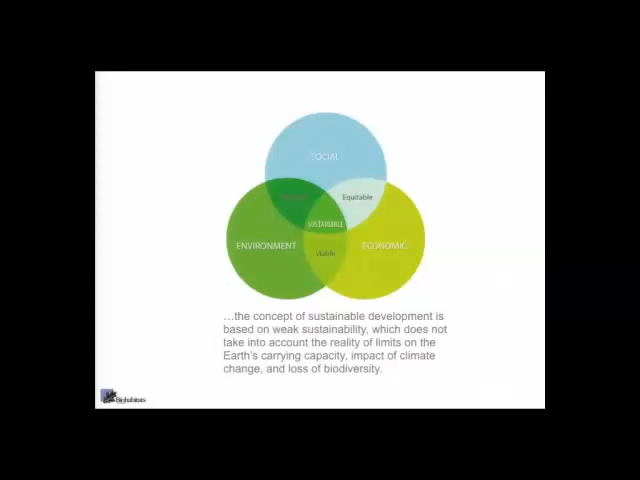 SOCIAL
Equitable
SUSTAINABLE
ENVIRONMENT
ECONOMIC
Viable
…the concept of sustainable development is
based on weak sustainability, which does not
take into account the reality of limits on the
Earth's carrying capacity, impact of climate
change, and loss of biodiversity.
Biohabitats